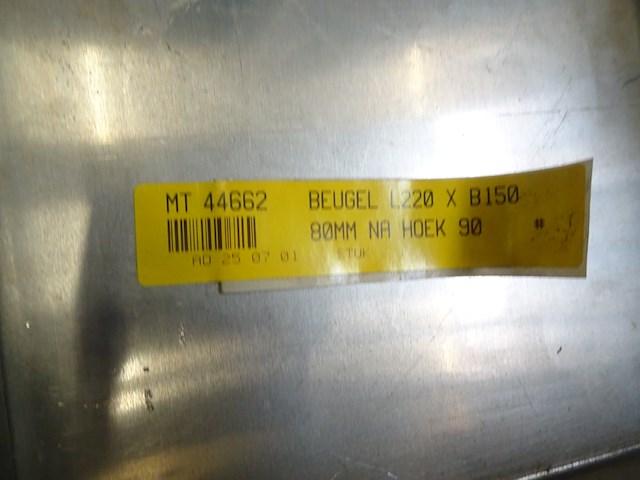 MT 44662 BEUGEL L220 X B150
80MM NA HOEK 90 #
AD 25 07 01 STUK